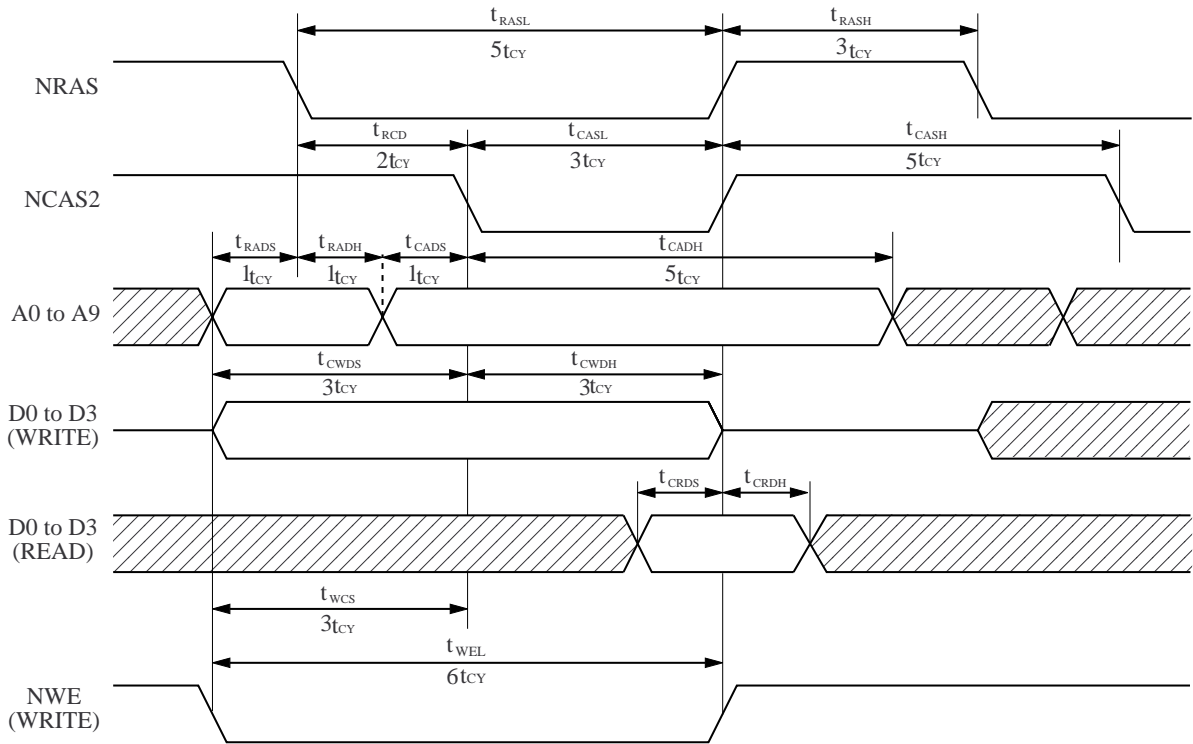 tRASL tRASH
5tCY 3tCY
NRAS
tRCD tCASL tCASH
2tCY 3tCY 5tCY
NCAS2
tRADS tRADH tCADS tCADH
1tCY 1tCY 1tCY 5tCY
A0 to A9
tCWDS tCWDH
3tCY 3tCY
D0 to D3
(WRITE)
tCRDS tCRDH
D0 to D3
(READ)
tWCS
3tCY
tWEL
6tCY
NWE
(WRITE)